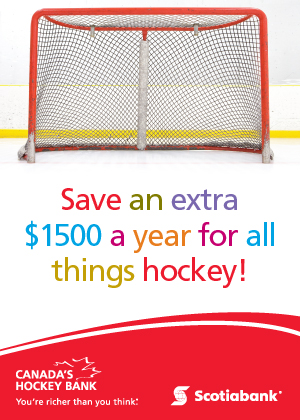 Save an extra
$1500 a year for all
things hockey!
CANADA'S
HOCKEY BANK
You're richer than you think.
Scotiabank